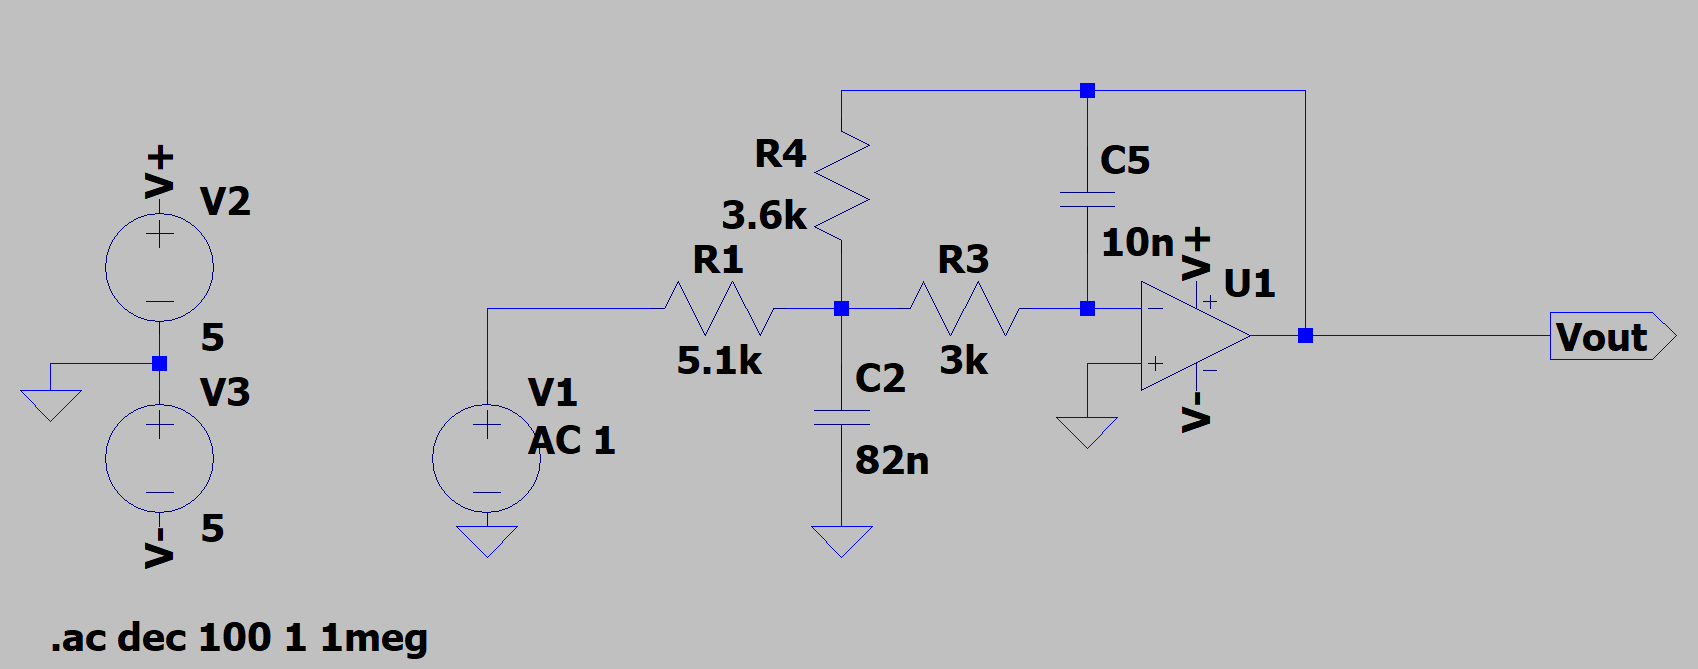 V+
V2
5
V3
5
V-
V1
AC 1
R1
5.1k
R4
3.6k
C2
82n
R3
3k
C5
10n
V+
U1
V-
Vout
.ac dec 100 1 1meg